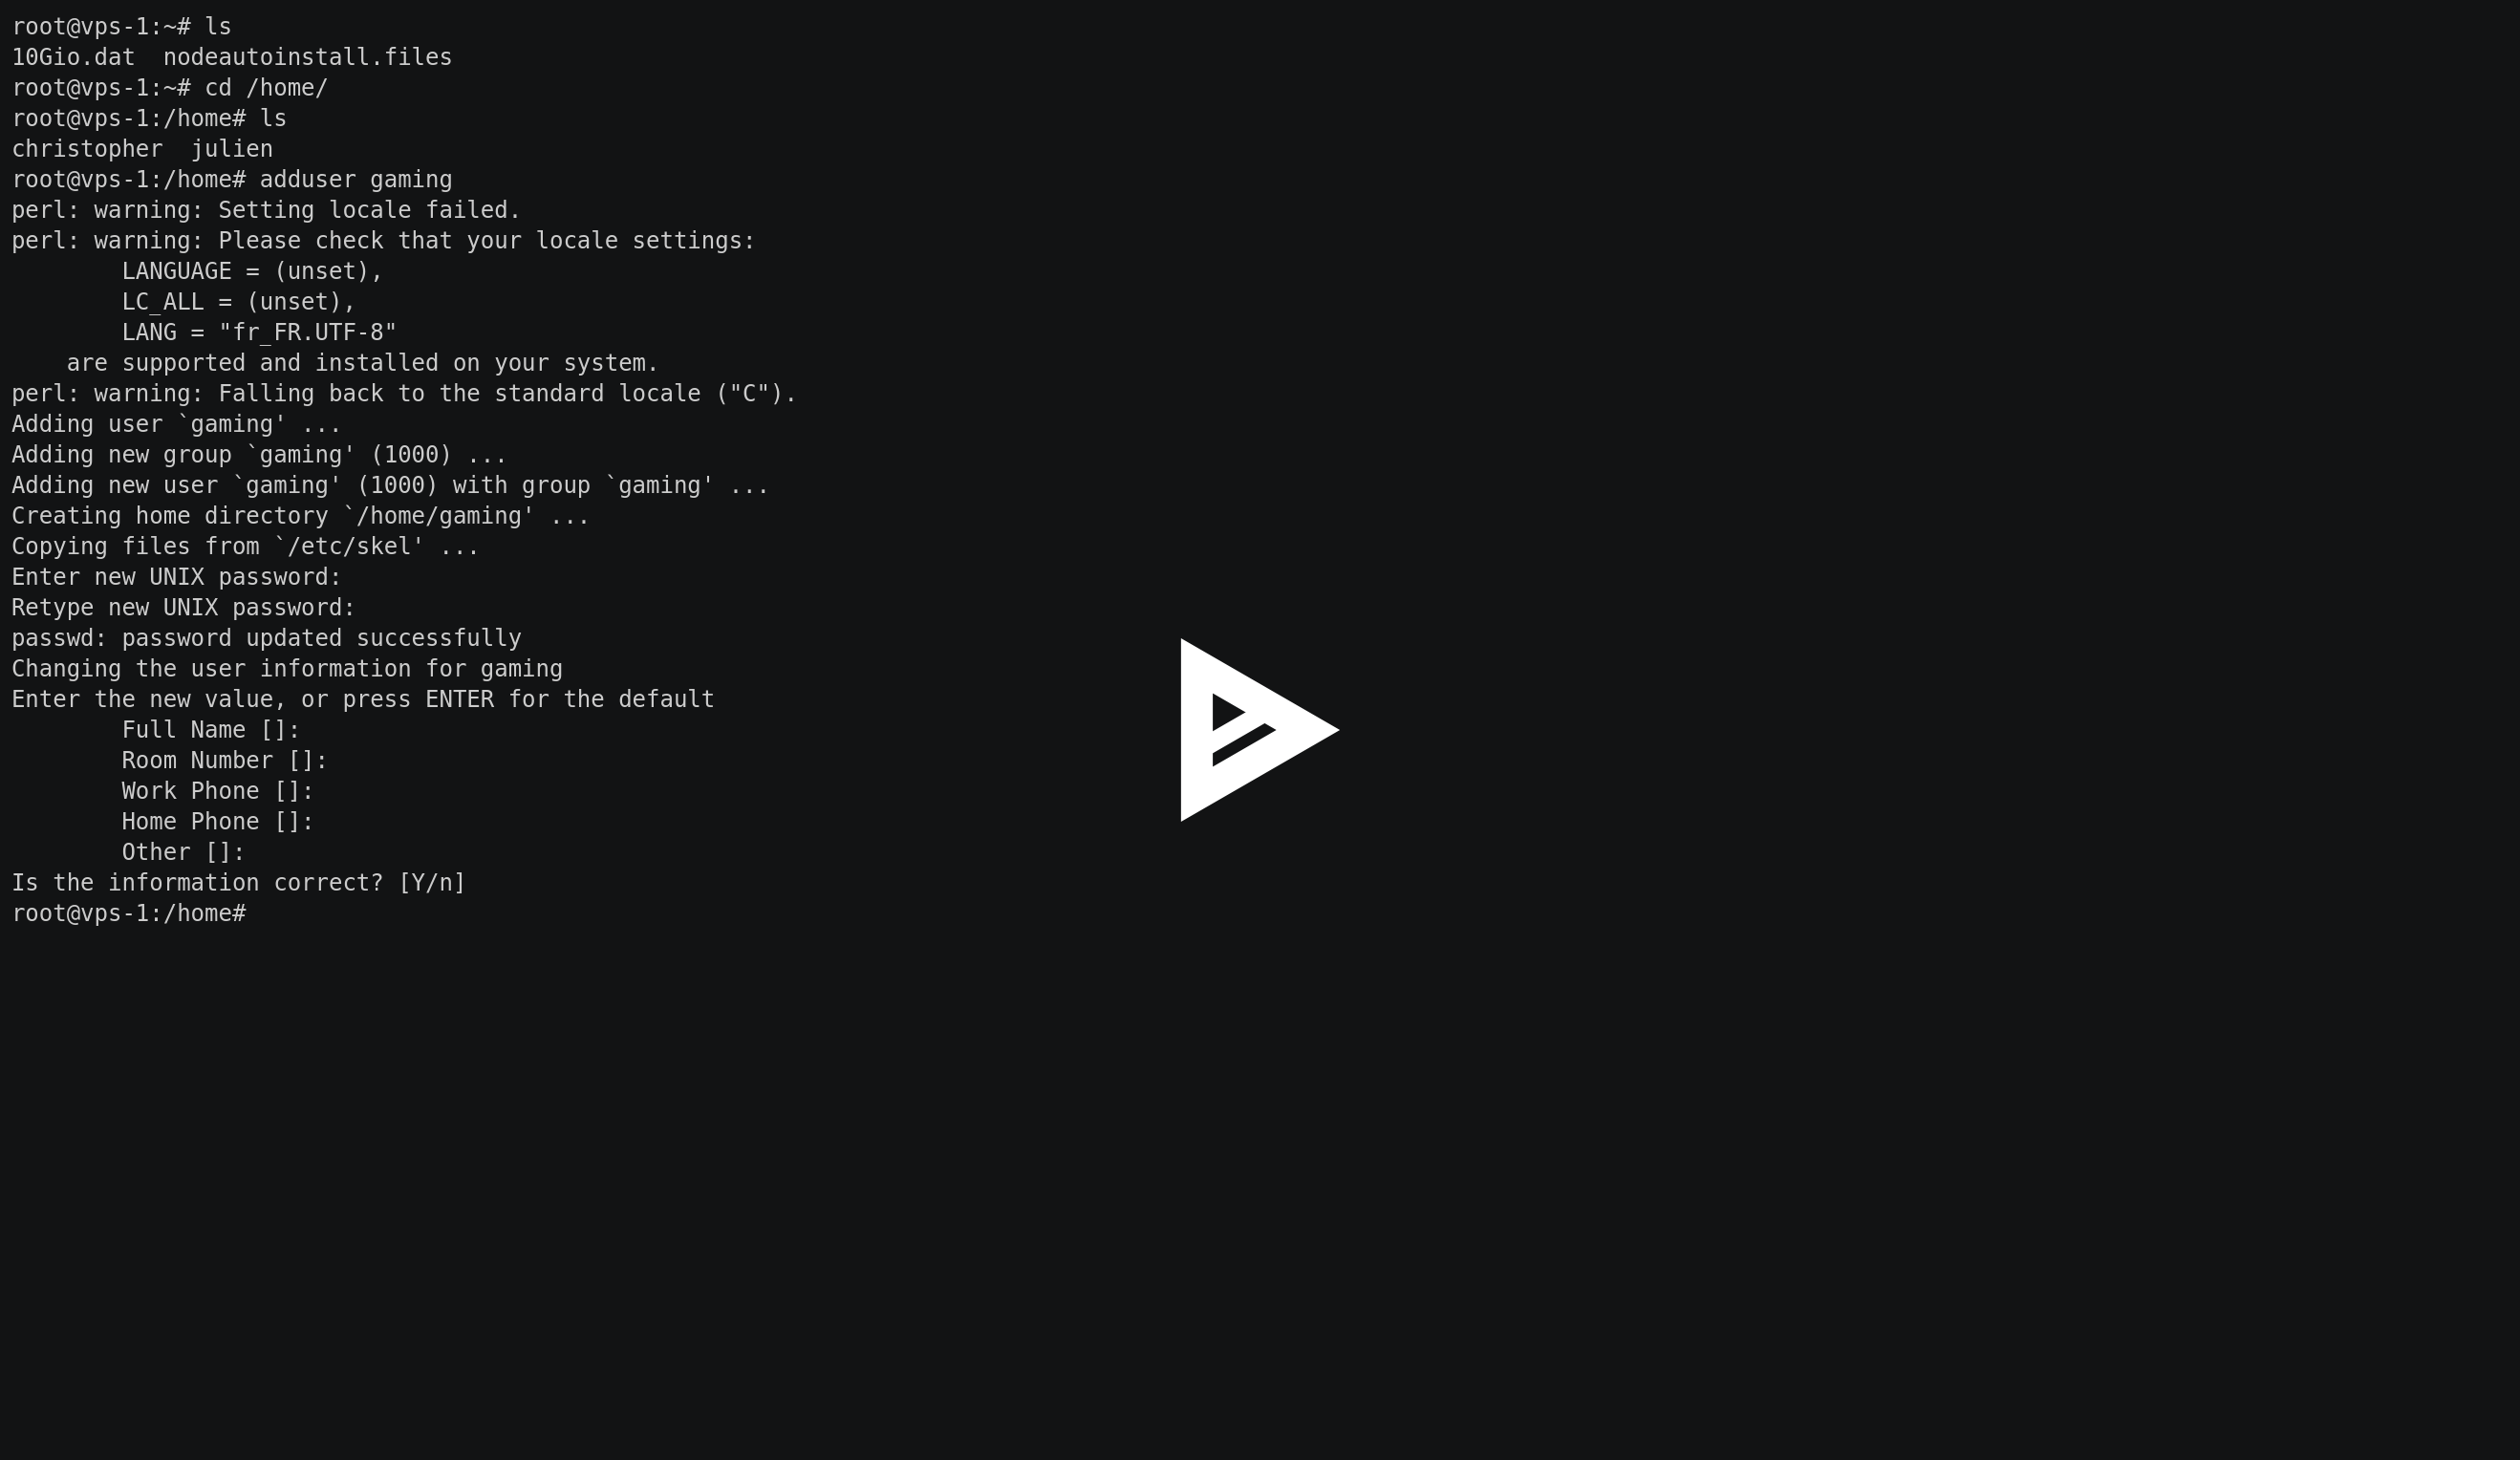 root@vps-1:~# ls
10Gio.dat  nodeautoinstall.files
root@vps-1:~# cd /home/
root@vps-1:/home# ls
christopher  julien
root@vps-1:/home# adduser gaming
perl: warning: Setting locale failed.
perl: warning: Please check that your locale settings:
        LANGUAGE = (unset),
        LC_ALL = (unset),
        LANG = "fr_FR.UTF-8"
    are supported and installed on your system.
perl: warning: Falling back to the standard locale ("C").
Adding user `gaming' ...
Adding new group `gaming' (1000) ...
Adding new user `gaming' (1000) with group `gaming' ...
Creating home directory `/home/gaming' ...
Copying files from `/etc/skel' ...
Enter new UNIX password:
Retype new UNIX password:
passwd: password updated successfully
Changing the user information for gaming
Enter the new value, or press ENTER for the default
        Full Name []:
        Room Number []:
        Work Phone []:
        Home Phone []:
        Other []:
Is the information correct? [Y/n]
root@vps-1:/home#